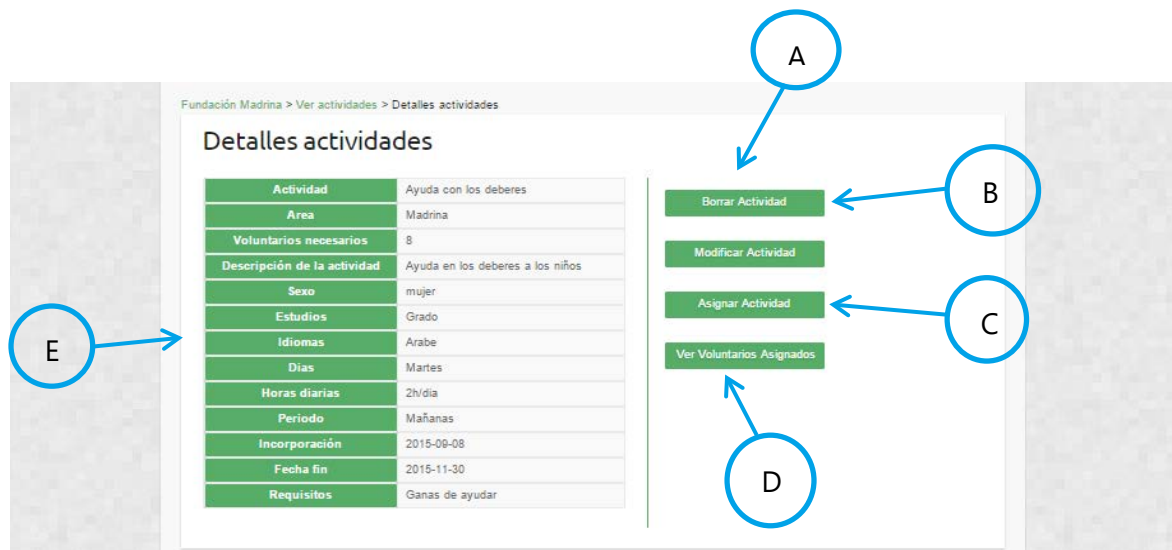 A
Fundación Madrina > Ver actividades > Detalles actividades
Detalles actividades
Actividad Ayuda con los deberes
Area Madrina
Voluntarios necesarios 8
Descripción de la actividad Ayuda en los deberes a los niños
Sexo mujer
Estudios Grado
Idiomas Arabe
Dias Martes
Horas diarias 2h/dia
Periodo Mañanas
Incorporación 2015-09-08
Fecha fin 2015-11-30
Requisitos Ganas de ayudar
Borrar Actividad
Modificar Actividad
Asignar Actividad
Ver Voluntarios Asignados
B
C
D
E